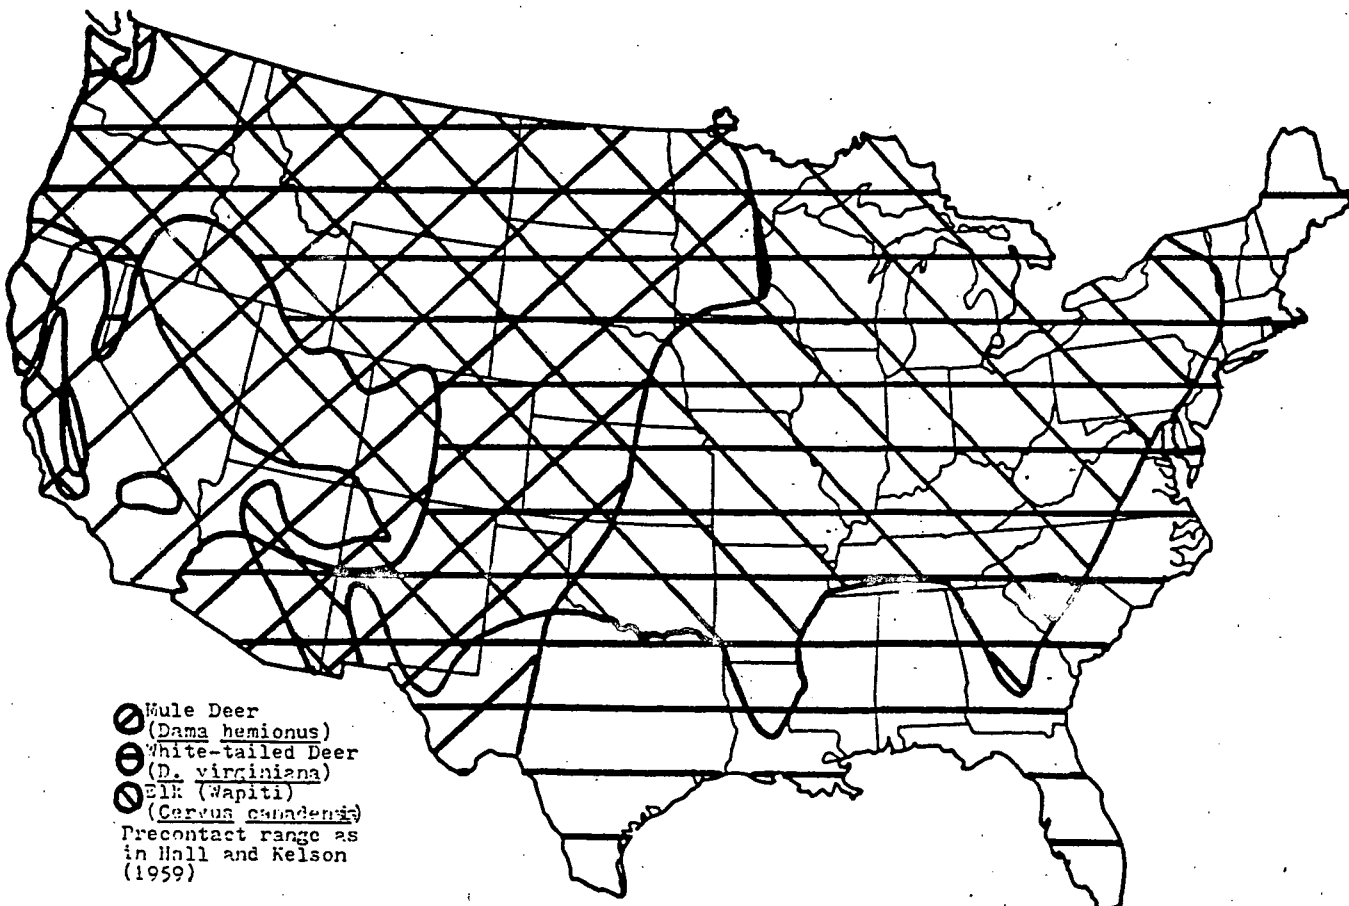 Mule Deer
(Dama hemionus)
White-tailed Deer
(D. virginiana)
Elk (Wapiti)
(Cervus canadensis)
Precontact range as
in Hall and Kelson
(1959)